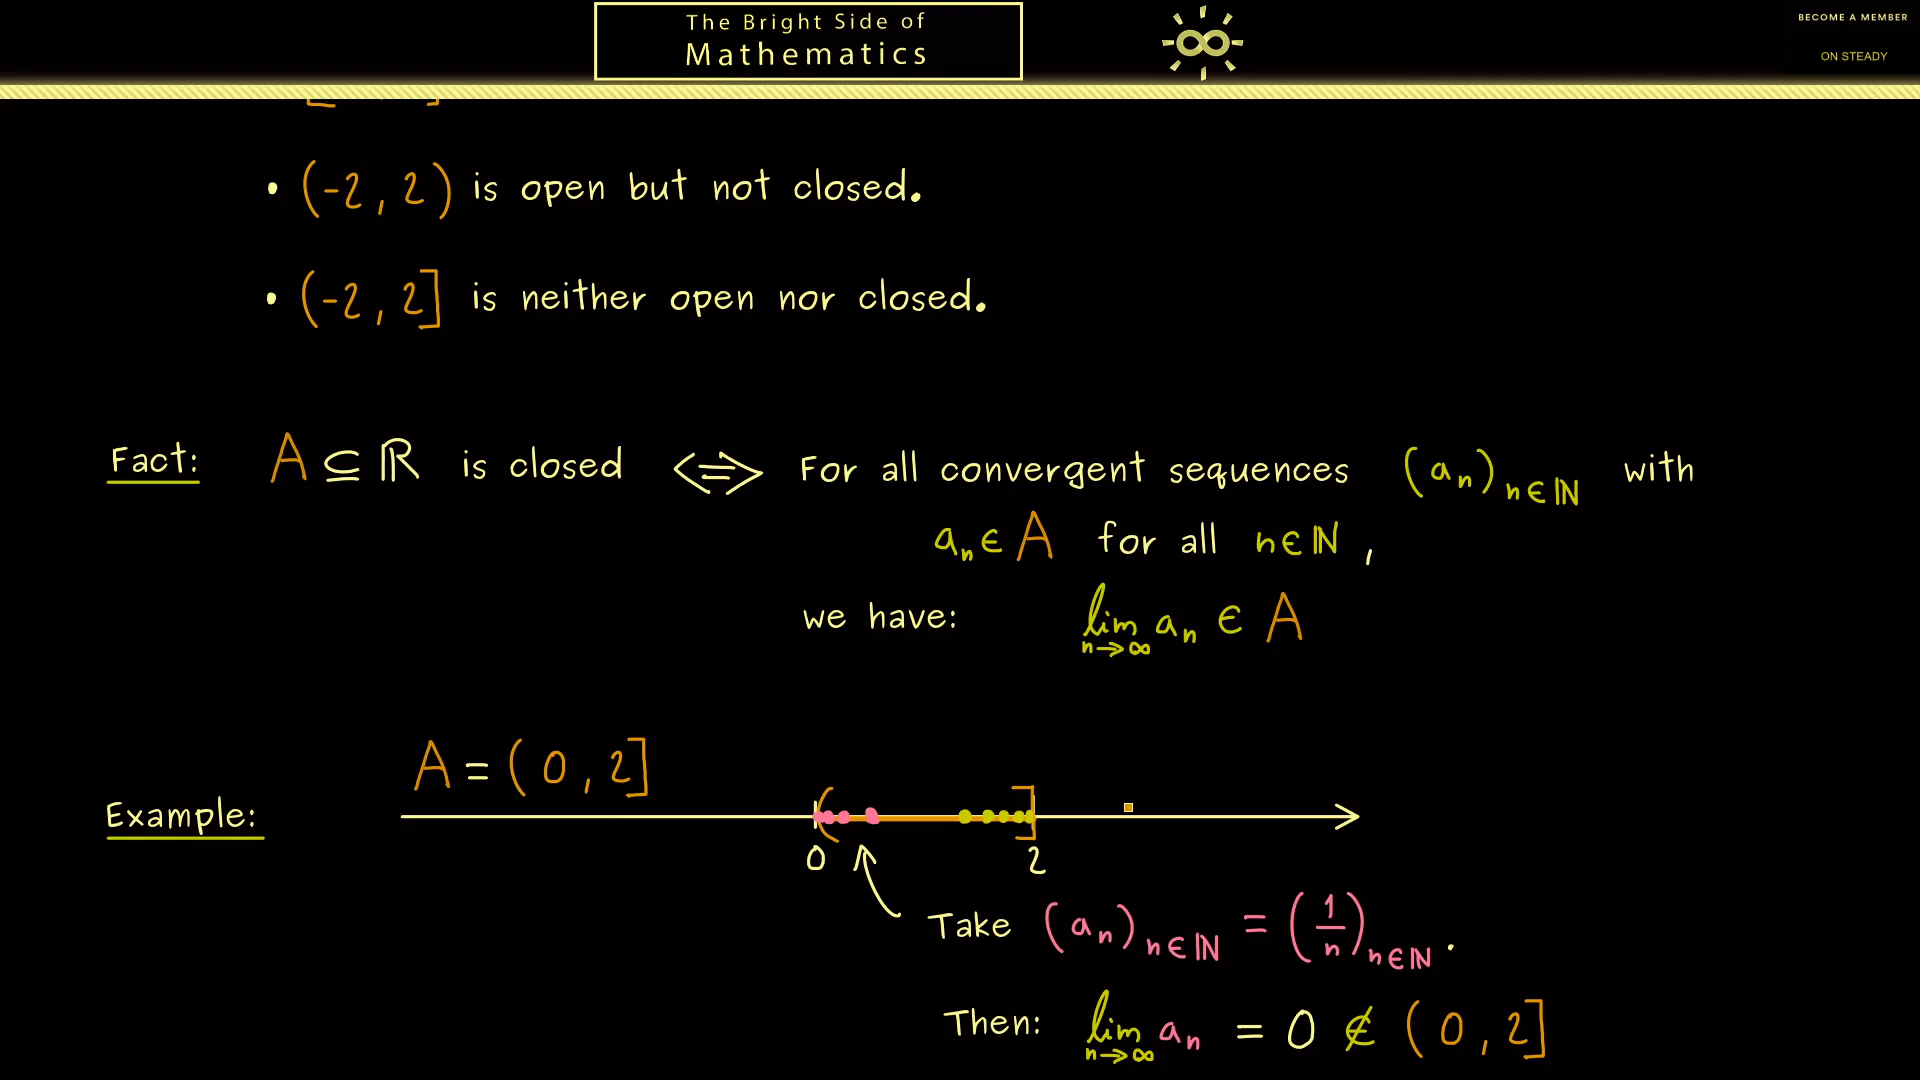 The Bright Side of
Mathematics
BECOME A MEMBER
ON STEADY
• (-2, 2) is open but not closed.
• (-2, 2] is neither open nor closed.
Fact: A ⊆ ℝ is closed ⟺ For all convergent sequences (aₙ)ₙ∈ℕ with
aₙ ∈ A for all n∈ℕ ,
we have: lim n→∞ aₙ ∈ A
A = (0, 2]
Example:
0 2
Take (aₙ)ₙ∈ℕ = (1/n)ₙ∈ℕ .
Then: lim n→∞ aₙ = 0 ∉ (0, 2]